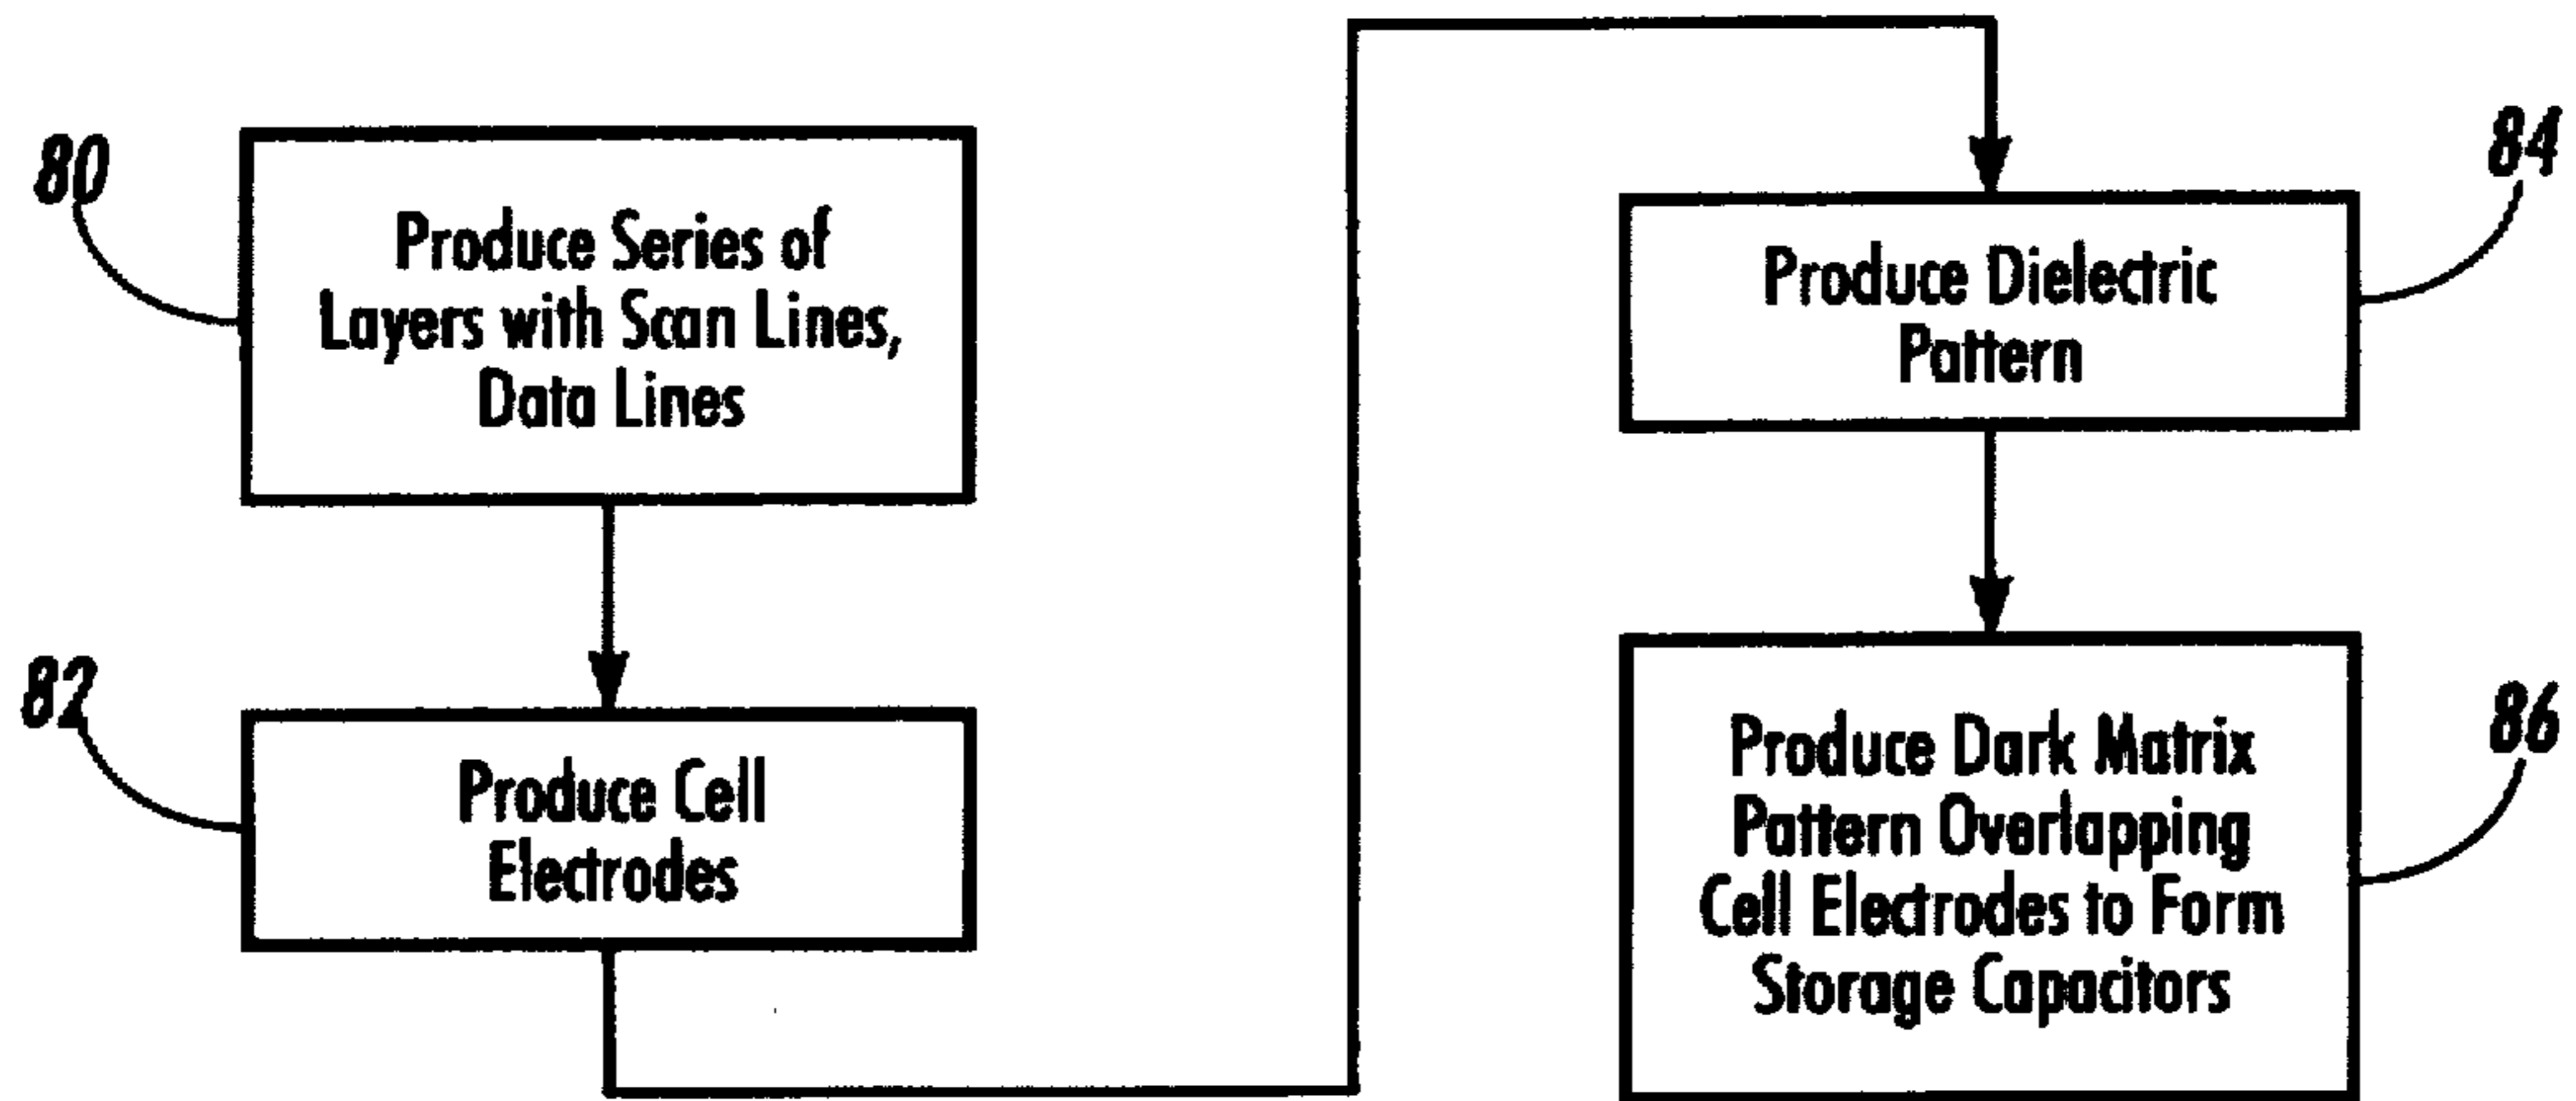 80
Produce Series of
Layers with Scan Lines,
Data Lines
82
Produce Cell
Electrodes
84
Produce Dielectric
Pattern
86
Produce Dark Matrix
Pattern Overlapping
Cell Electrodes to Form
Storage Capacitors